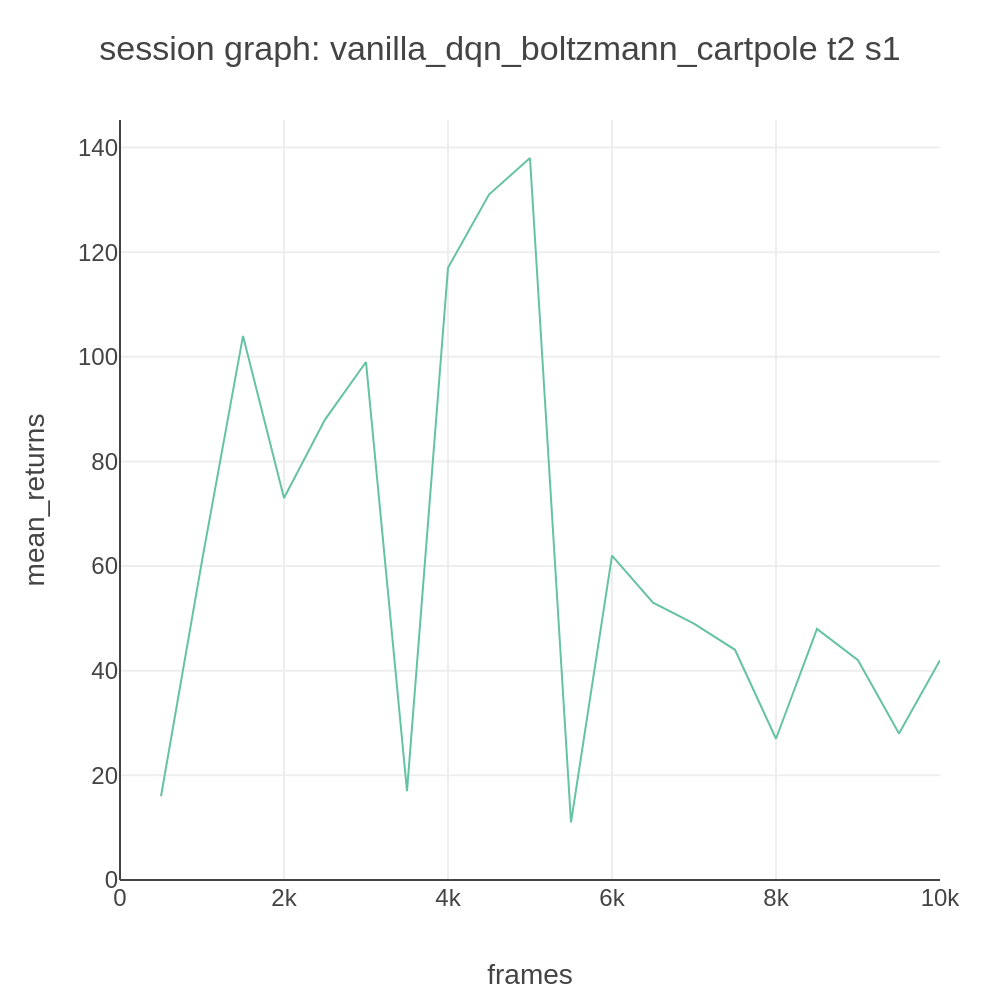 session graph: vanilla_dqn_boltzmann_cartpole t2 s1
mean_returns
140
120
100
80
60
40
20
0
0 2k 4k 6k 8k 10k
frames